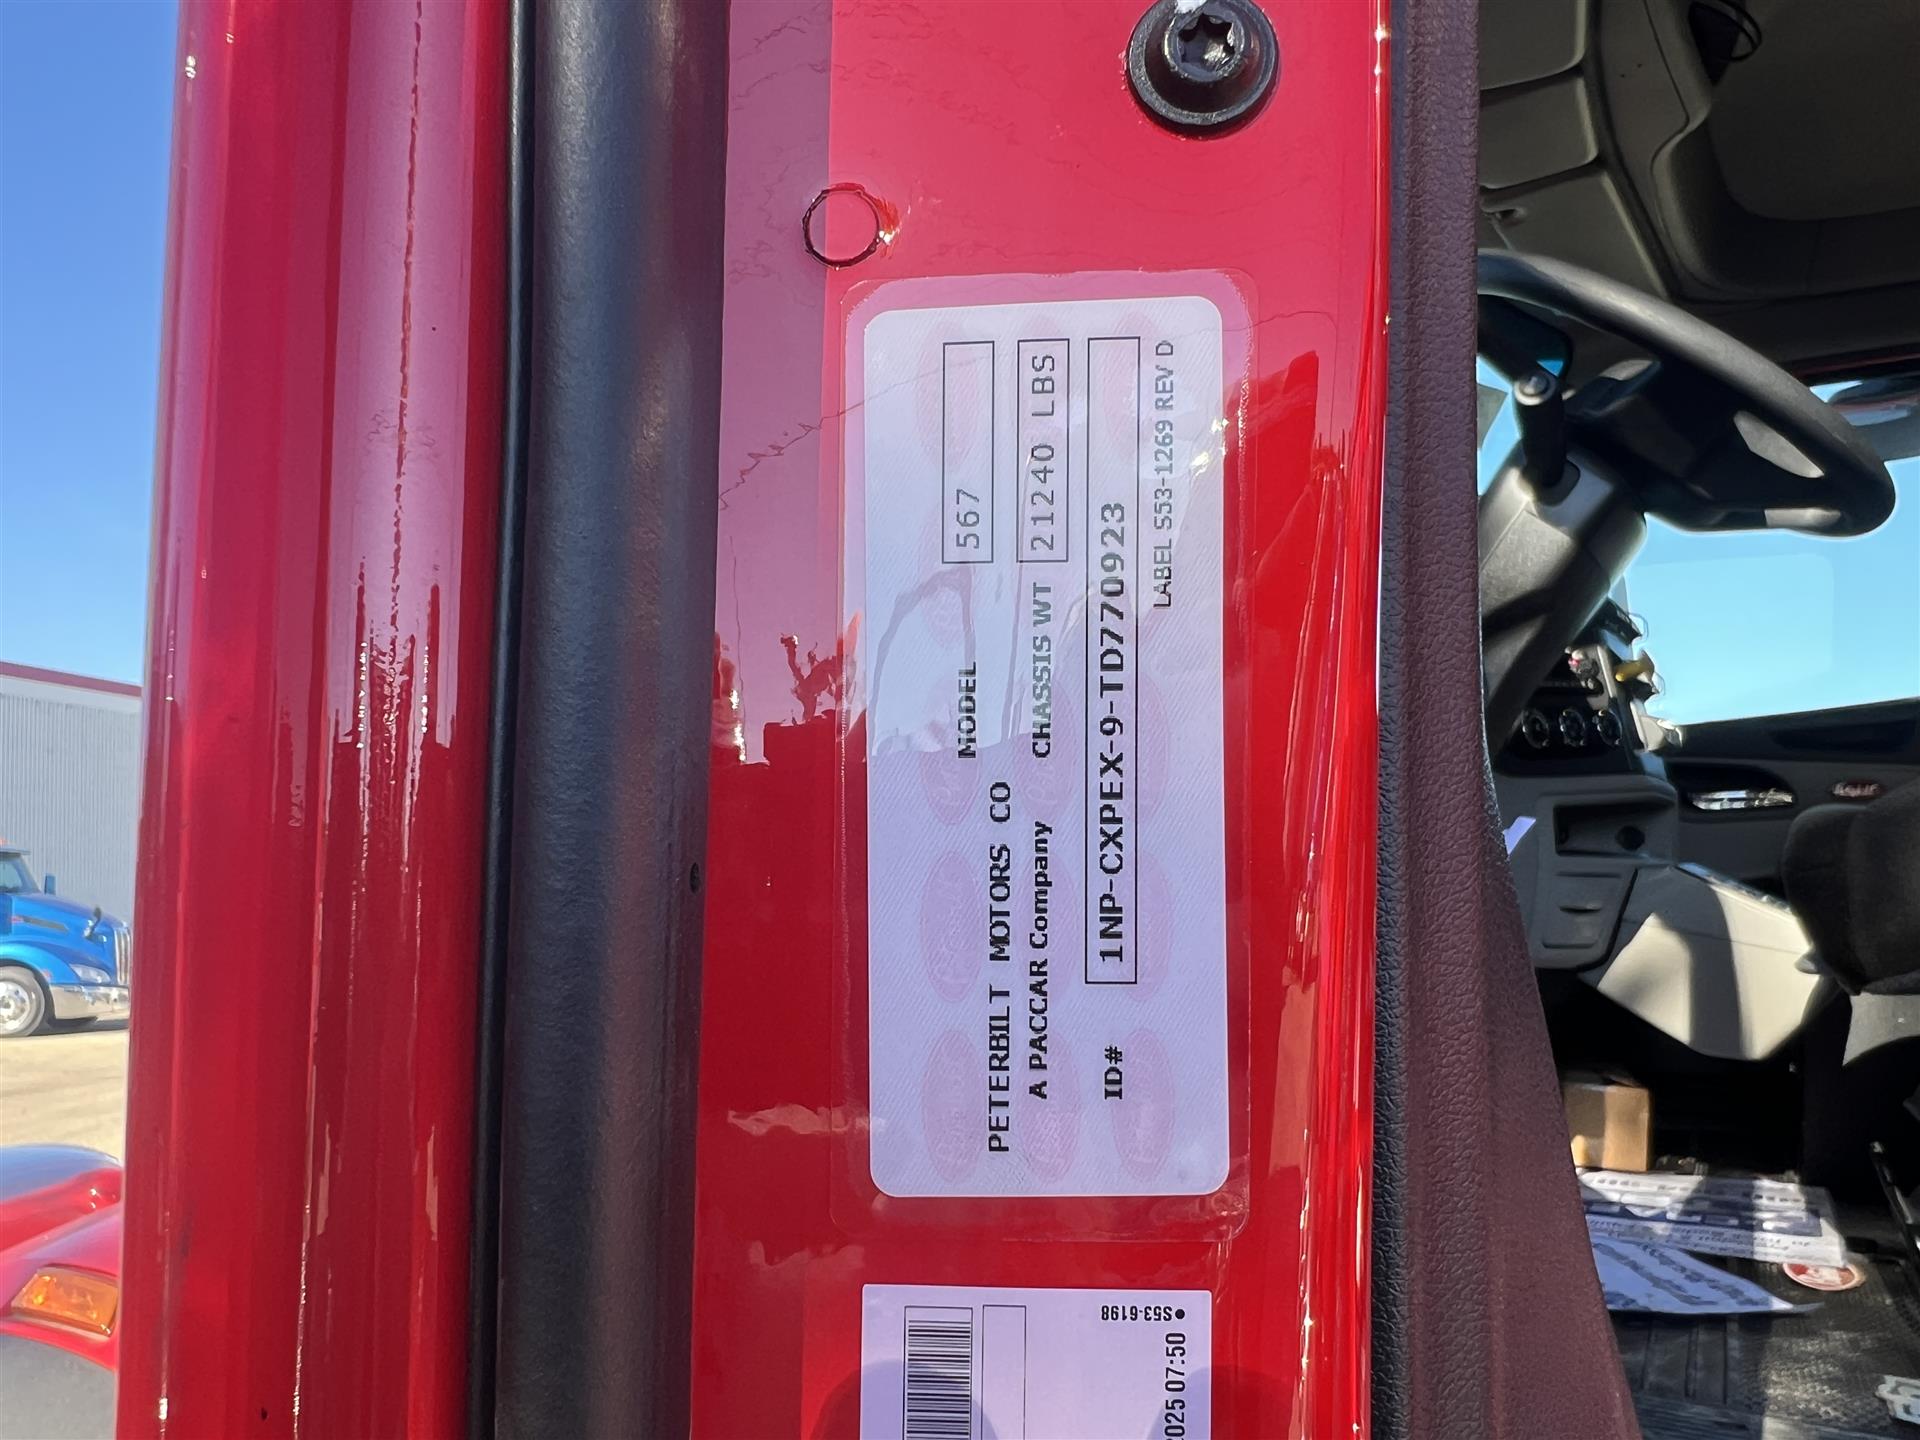 MODEL 567
PETERBILT MOTORS CO
A PACCAR Company CHASSIS WT 21240 LBS
ID# 1NP-CXPEX-9-TD770923
LABEL S53-1269 REV D
S53-6198
2025 07:50